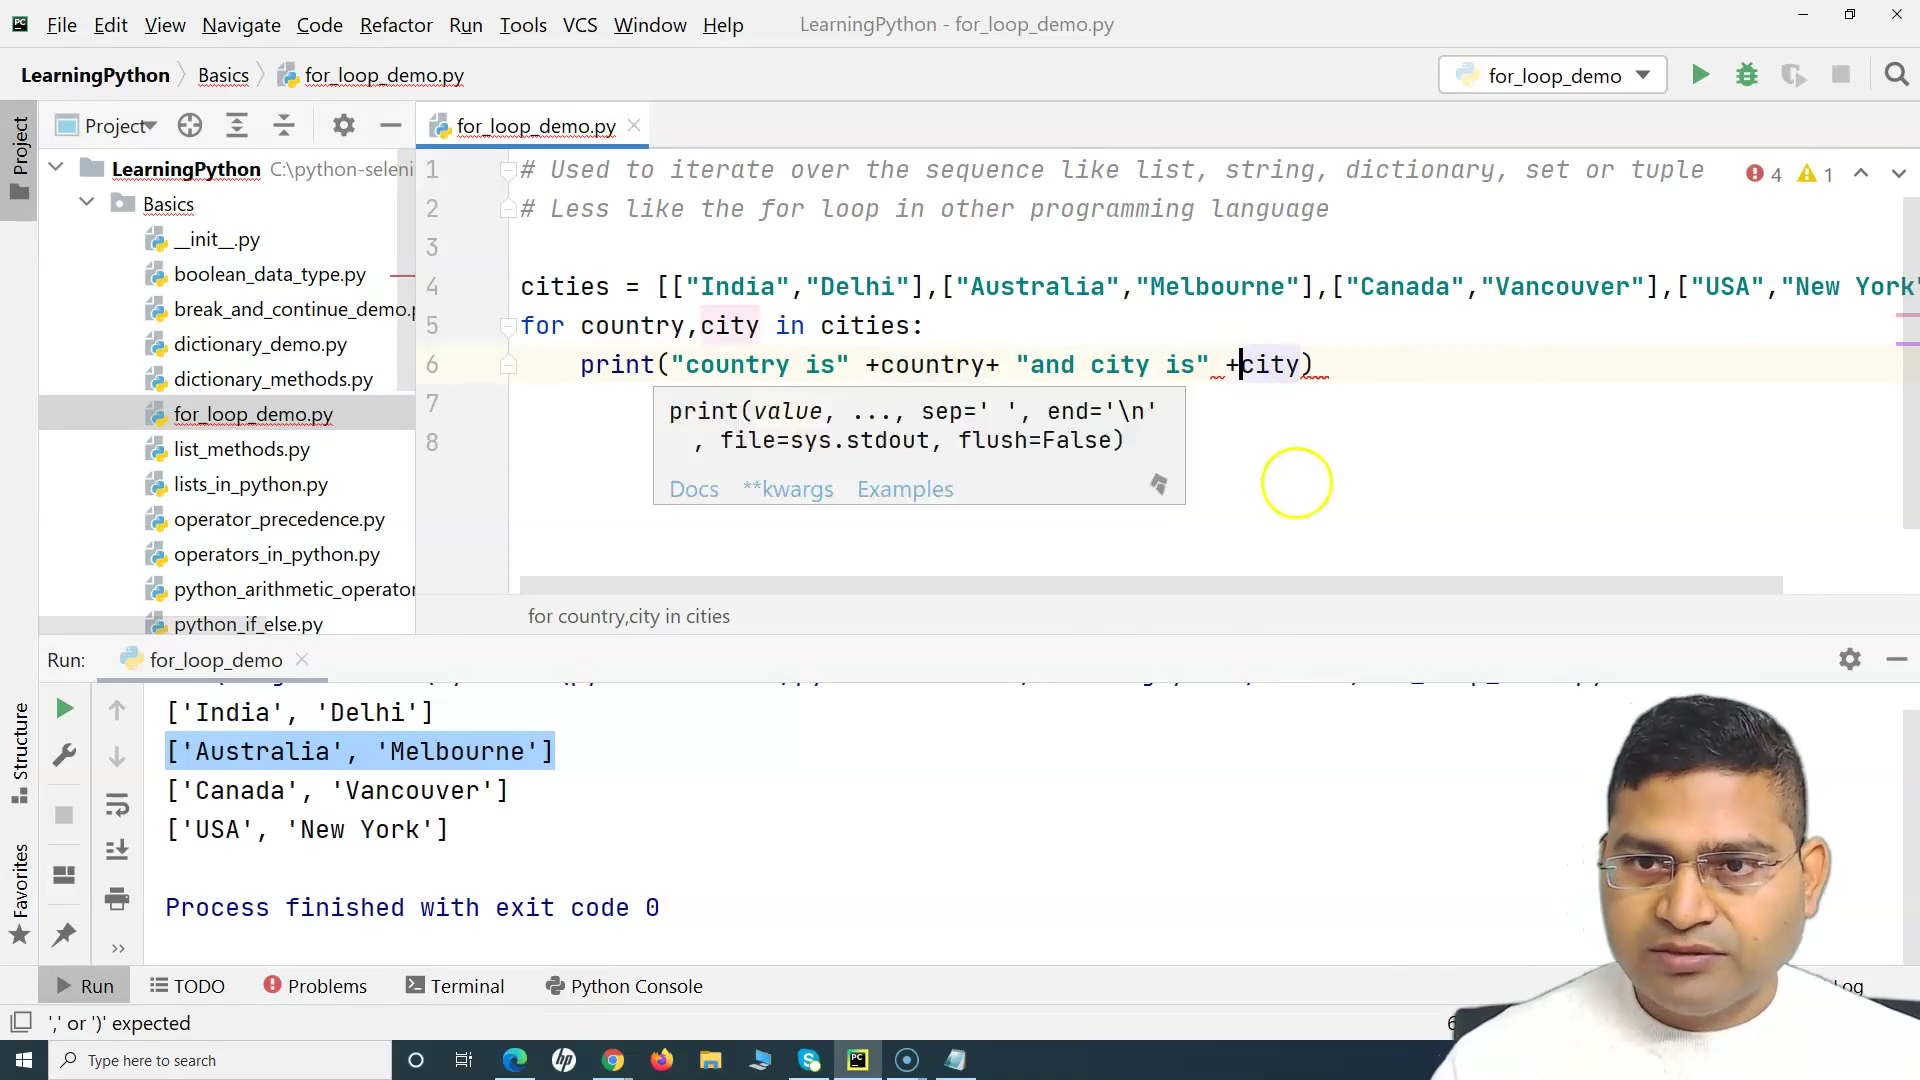 File Edit View Navigate Code Refactor Run Tools VCS Window Help LearningPython - for_loop_demo.py
LearningPython Basics for_loop_demo.py for_loop_demo
Project for_loop_demo.py
Project
LearningPython C:\python-seleni
Basics
__init__.py
boolean_data_type.py
break_and_continue_demo.p
dictionary_demo.py
dictionary_methods.py
for_loop_demo.py
list_methods.py
lists_in_python.py
operator_precedence.py
operators_in_python.py
python_arithmetic_operator
python_if_else.py
1 # Used to iterate over the sequence like list, string, dictionary, set or tuple 4 1
2 # Less like the for loop in other programming language
3
4 cities = [["India","Delhi"],["Australia","Melbourne"],["Canada","Vancouver"],["USA","New York"
5 for country,city in cities:
6 print("country is" +country+ "and city is" +city)
7
8
print(value, ..., sep=' ', end='\n'
, file=sys.stdout, flush=False)
Docs **kwargs Examples
for country,city in cities
Run: for_loop_demo
['India', 'Delhi']
['Australia', 'Melbourne']
['Canada', 'Vancouver']
['USA', 'New York']
Process finished with exit code 0
Structure
Favorites
Run TODO Problems Terminal Python Console og
',' or ')' expected 6
Type here to search